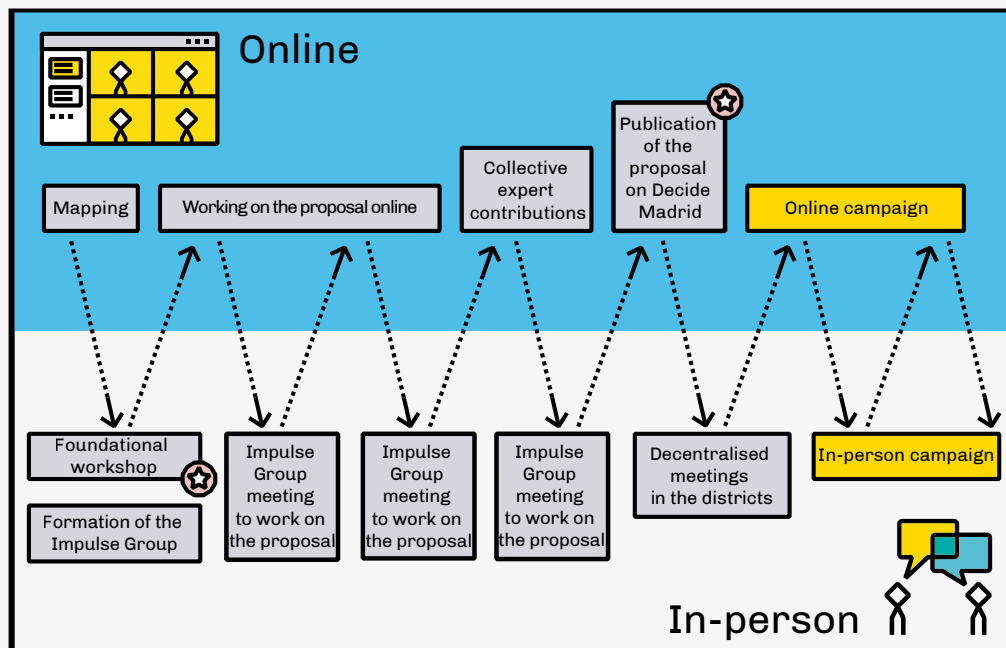 Online
Mapping
Working on the proposal online
Collective
expert
contributions
Publication
of the
proposal
on Decide
Madrid
Online campaign
Foundational
workshop
Formation of the
Impulse Group
Impulse
Group
meeting
to work on
the proposal
Impulse
Group
meeting
to work on
the proposal
Impulse
Group
meeting
to work on
the proposal
Decentralised
meetings
in the districts
In-person campaign
In-person